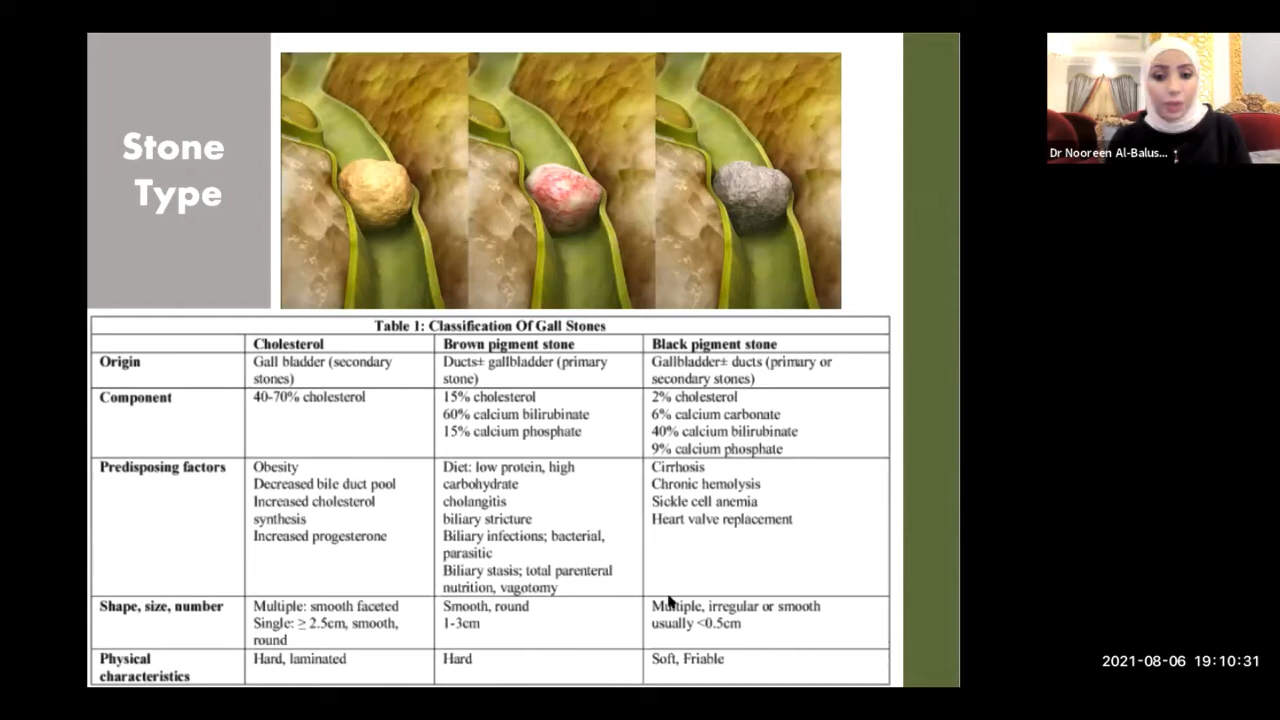 Stone
Type
Table 1: Classification Of Gall Stones
Cholesterol
Brown pigment stone
Black pigment stone
Origin
Gall bladder (secondary
stones)
Ducts± gallbladder (primary
stone)
Gallbladder± ducts (primary or
secondary stones)
Component
40-70% cholesterol
15% cholesterol
60% calcium bilirubinate
15% calcium phosphate
2% cholesterol
6% calcium carbonate
40% calcium bilirubinate
9% calcium phosphate
Predisposing factors
Obesity
Decreased bile duct pool
Increased cholesterol
synthesis
Increased progesterone
Diet: low protein, high
carbohydrate
cholangitis
biliary stricture
Biliary infections; bacterial,
parasitic
Biliary stasis; total parenteral
nutrition, vagotomy
Cirrhosis
Chronic hemolysis
Sickle cell anemia
Heart valve replacement
Shape, size, number
Multiple: smooth faceted
Single: ≥ 2.5cm, smooth,
round
Smooth, round
1-3cm
Multiple, irregular or smooth
usually <0.5cm
Physical
characteristics
Hard, laminated
Hard
Soft, Friable
Dr Nooreen Al-Balus...
2021-08-06 19:10:31